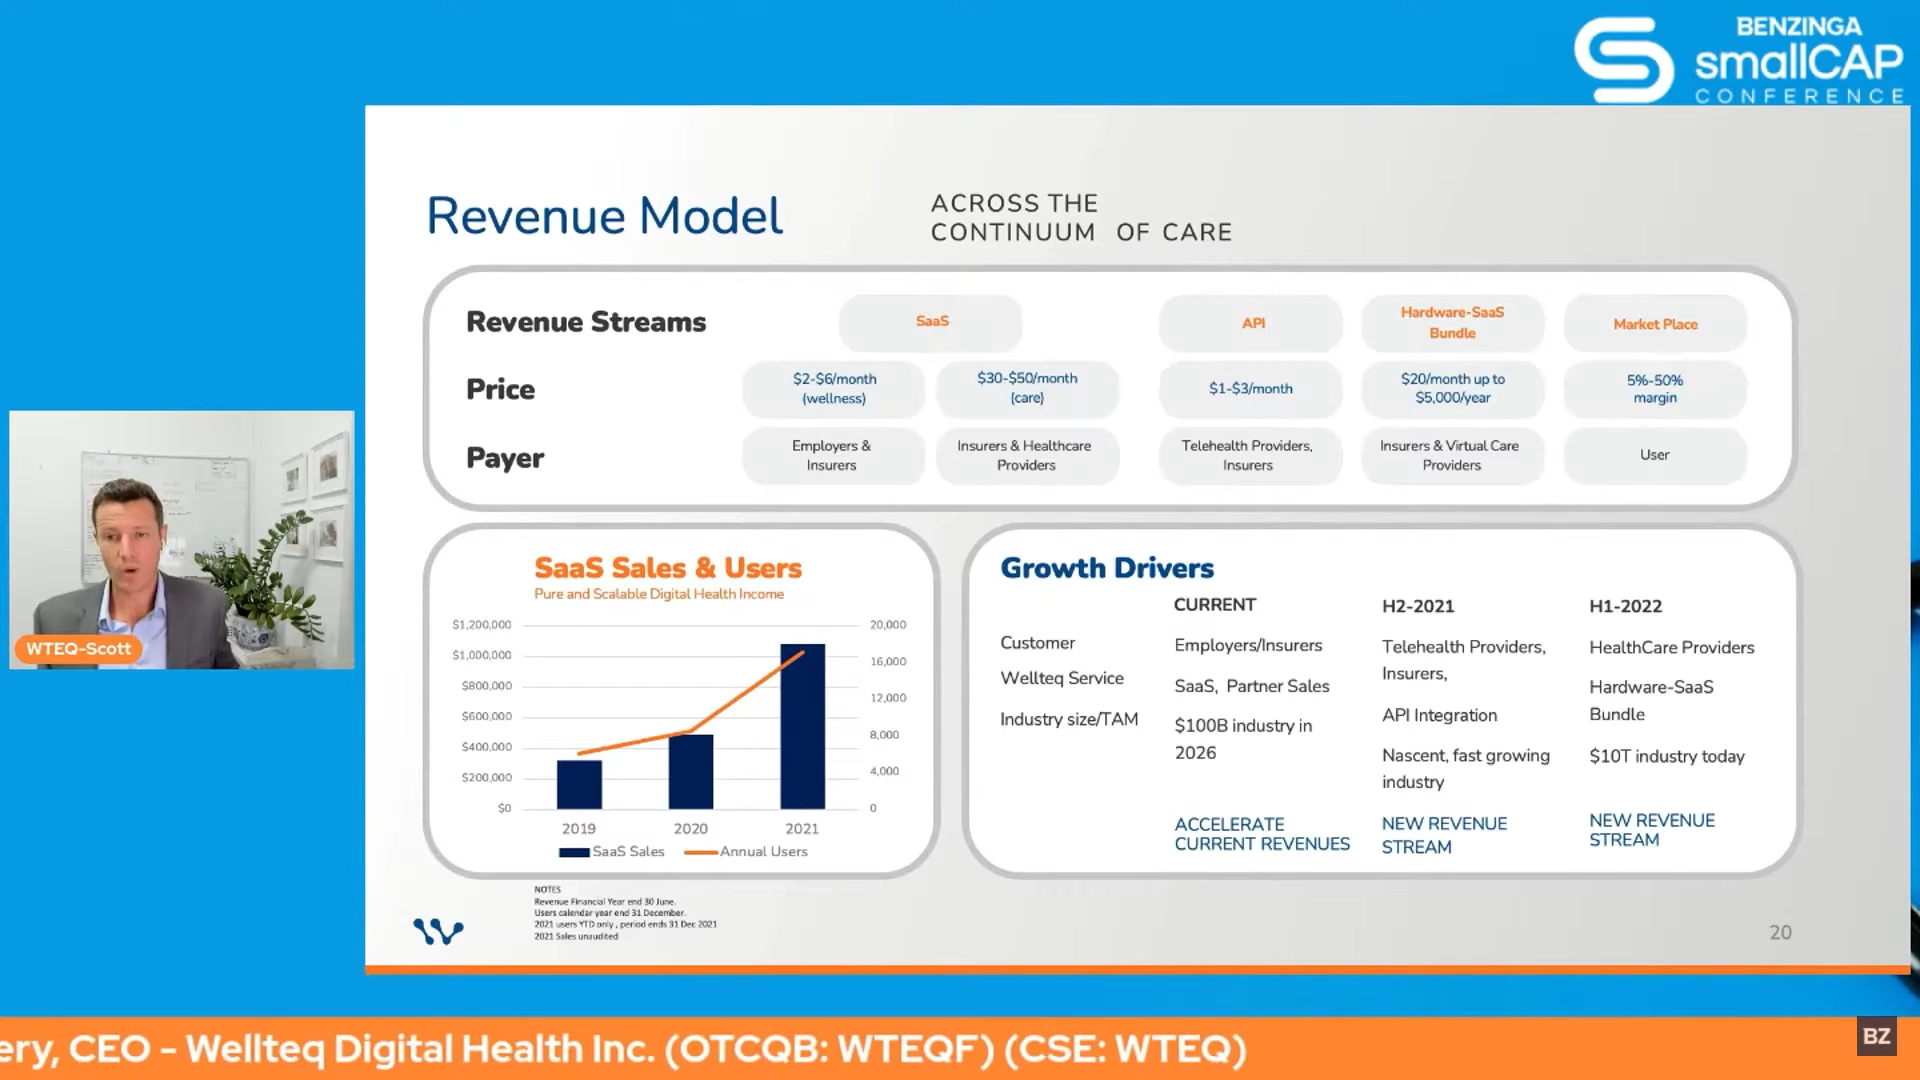 BENZINGA
smallCAP
CONFERENCE
Revenue Model
ACROSS THE
CONTINUUM OF CARE
Revenue Streams
SaaS
API
Hardware-SaaS
Bundle
Market Place
Price
$2-$6/month
(wellness)
$30-$50/month
(care)
$1-$3/month
$20/month up to
$5,000/year
5%-50%
margin
Payer
Employers &
Insurers
Insurers & Healthcare
Providers
Telehealth Providers,
Insurers
Insurers & Virtual Care
Providers
User
WTEQ-Scott
SaaS Sales & Users
Pure and Scalable Digital Health Income
$1,200,000
$1,000,000
$800,000
$600,000
$400,000
$200,000
$0
20,000
16,000
12,000
8,000
4,000
0
2019
2020
2021
SaaS Sales
Annual Users
Growth Drivers
Customer
Wellteq Service
Industry size/TAM
CURRENT
Employers/Insurers
SaaS, Partner Sales
$100B industry in
2026
ACCELERATE
CURRENT REVENUES
H2-2021
Telehealth Providers,
Insurers,
API Integration
Nascent, fast growing
industry
NEW REVENUE
STREAM
H1-2022
HealthCare Providers
Hardware-SaaS
Bundle
$10T industry today
NEW REVENUE
STREAM
NOTES
Revenue Financial Year end 30 June.
Users calendar year end 31 December.
2021 users YTD only , period ends 31 Dec 2021
2021 Sales unaudited
20
ery, CEO - Wellteq Digital Health Inc. (OTCQB: WTEQF) (CSE: WTEQ)
BZ